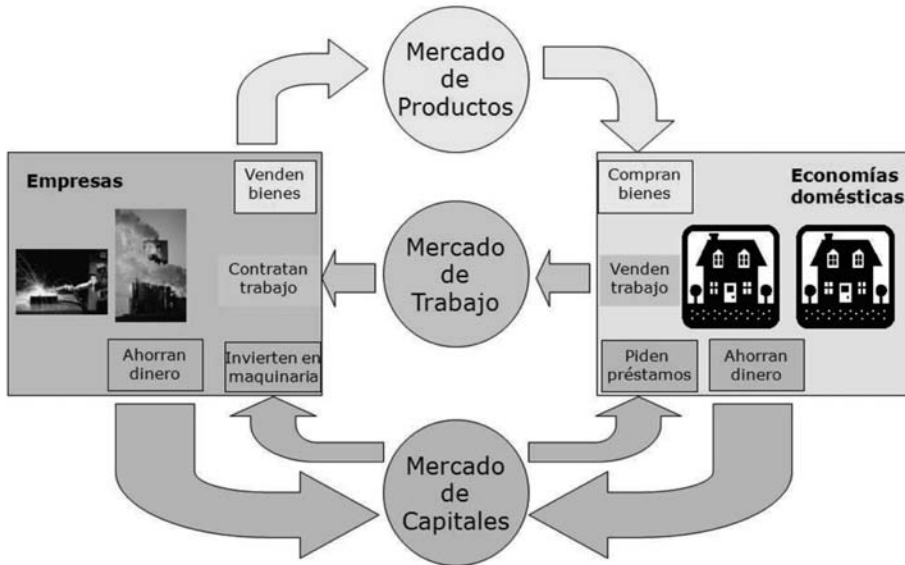 Mercado
de
Productos
Empresas
Venden
bienes
Compran
bienes
Economías
domésticas
Contratan
trabajo
Mercado
de
Trabajo
Venden
trabajo
Ahorran
dinero
Invierten en
maquinaria
Piden
préstamos
Ahorran
dinero
Mercado
de
Capitales